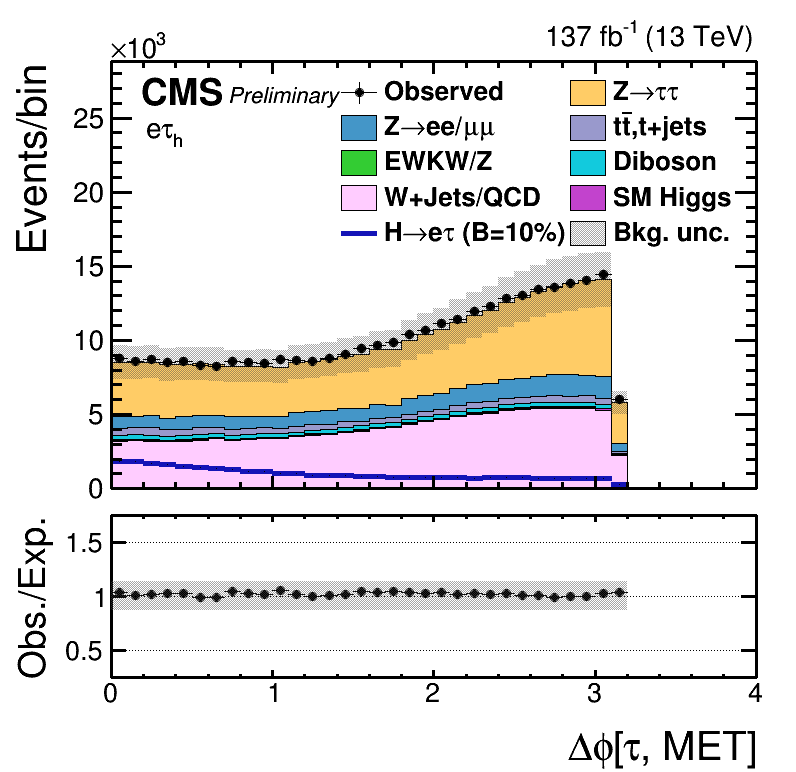 ×10³ 137 fb⁻¹ (13 TeV)
CMS Preliminary
eτₕ
Observed Z→ττ
Z→ee/μμ tt̄,t+jets
EWKW/Z Diboson
W+Jets/QCD SM Higgs
H→eτ (B=10%) Bkg. unc.
Events/bin
25
20
15
10
5
0
Obs./Exp.
1.5
1
0.5
0 1 2 3 4
Δϕ[τ, MET]